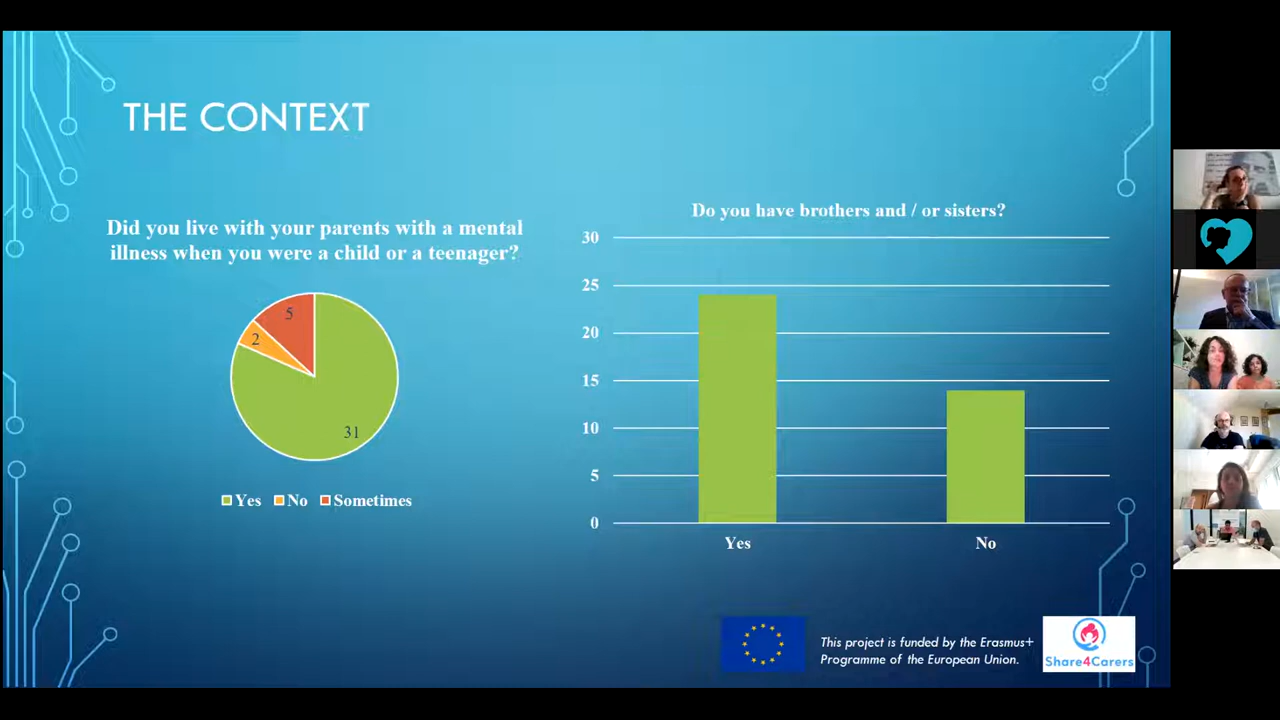 THE CONTEXT
Did you live with your parents with a mental
illness when you were a child or a teenager?
5
2
31
Yes No Sometimes
Do you have brothers and / or sisters?
30
25
20
15
10
5
0
Yes No
This project is funded by the Erasmus+
Programme of the European Union.
Share4Carers